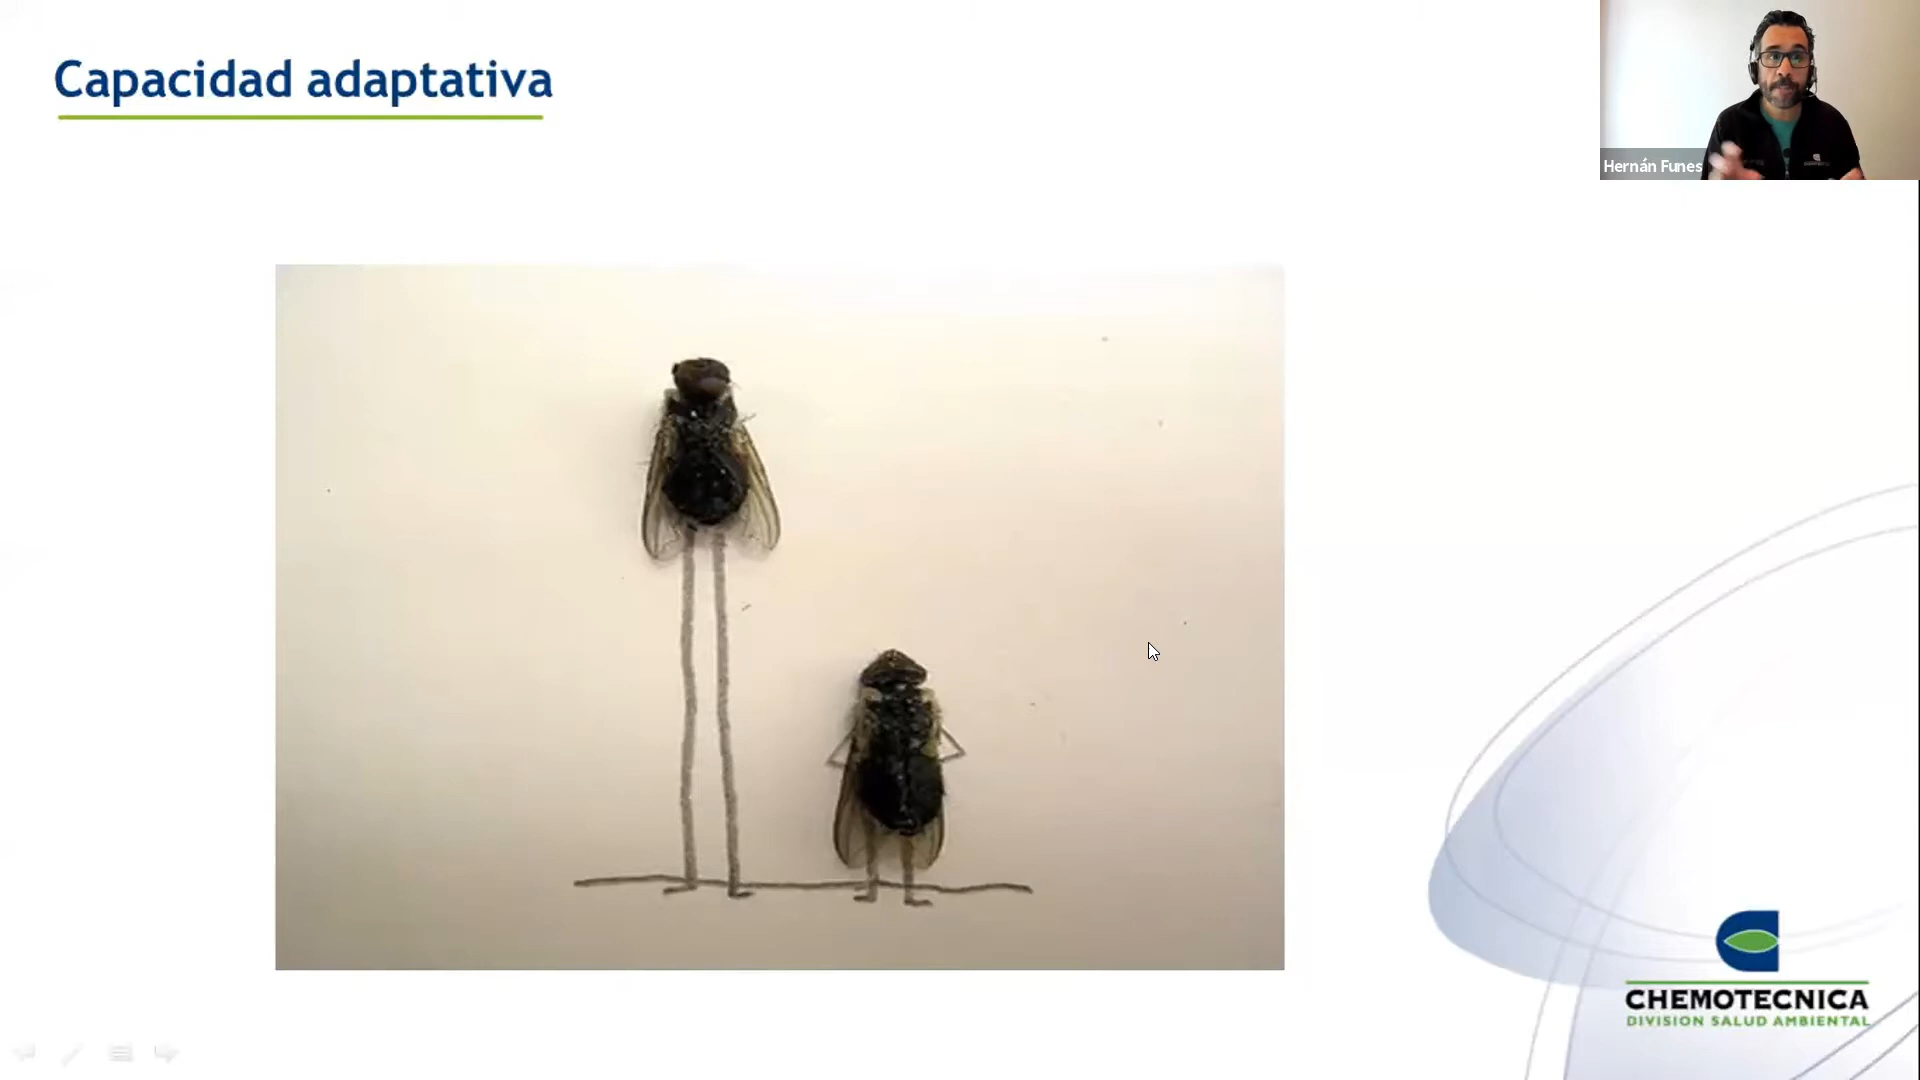 Capacidad adaptativa
Hernán Funes
CHEMOTECNICA
DIVISION SALUD AMBIENTAL